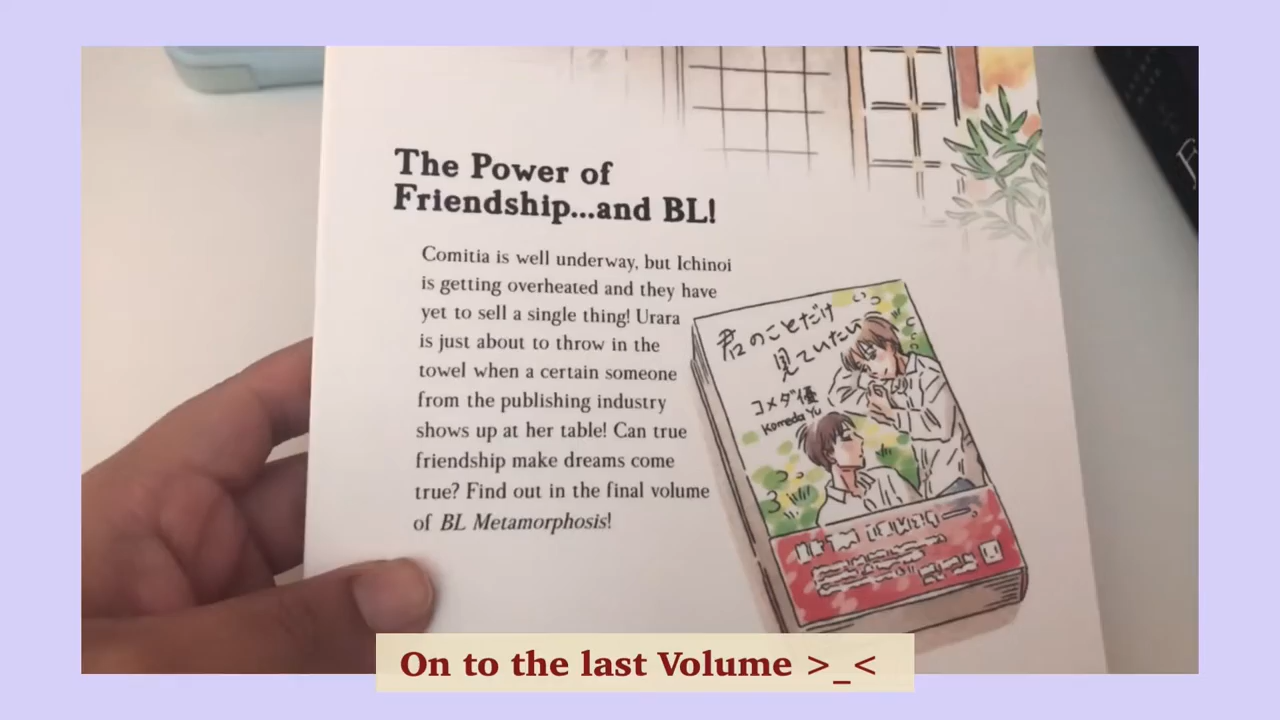 The Power of
Friendship...and BL!
Comitia is well underway, but Ichinoi
is getting overheated and they have
yet to sell a single thing! Urara
is just about to throw in the
towel when a certain someone
from the publishing industry
shows up at her table! Can true
friendship make dreams come
true? Find out in the final volume
of BL Metamorphosis!
君のことだけ
見ていたい
コメダ優
Komeda Yu
On to the last Volume >_<